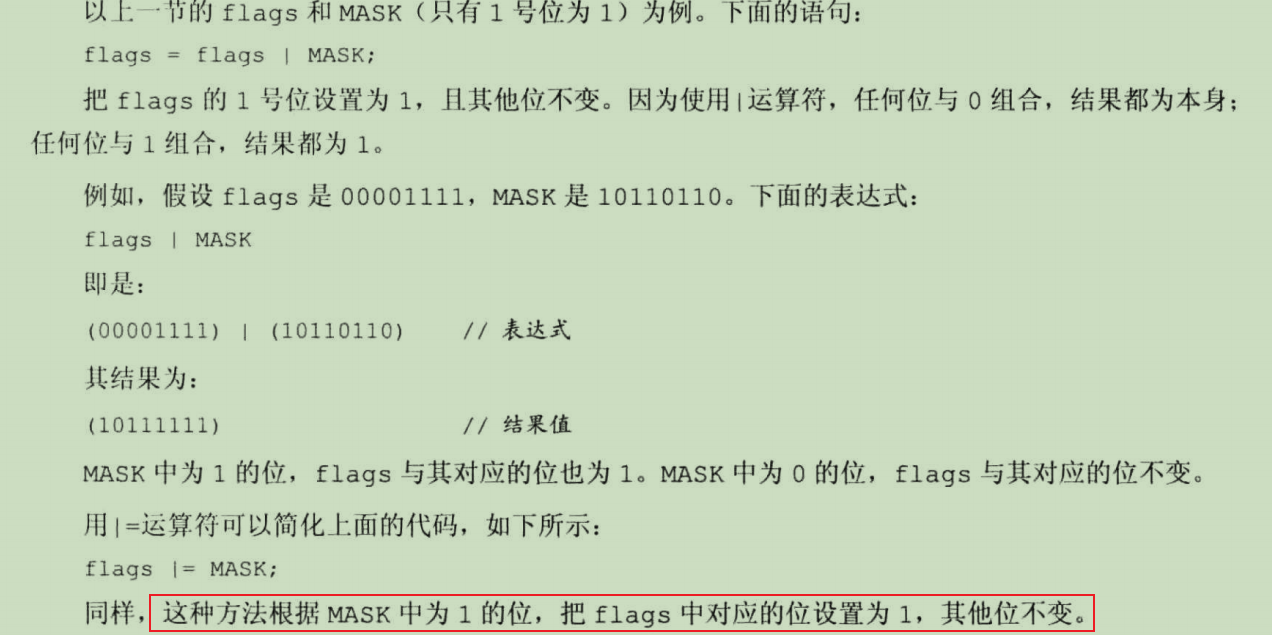 以上一节的 flags 和 MASK（只有 1 号位为 1）为例。下面的语句：
flags = flags | MASK;
把 flags 的 1 号位设置为 1，且其他位不变。因为使用|运算符，任何位与 0 组合，结果都为本身；
任何位与 1 组合，结果都为 1。
例如，假设 flags 是 00001111，MASK 是 10110110。下面的表达式：
flags | MASK
即是：
(00001111) | (10110110) // 表达式
其结果为：
(10111111) // 结果值
MASK 中为 1 的位，flags 与其对应的位也为 1。MASK 中为 0 的位，flags 与其对应的位不变。
用|=运算符可以简化上面的代码，如下所示：
flags |= MASK;
同样，这种方法根据 MASK 中为 1 的位，把 flags 中对应的位设置为 1，其他位不变。